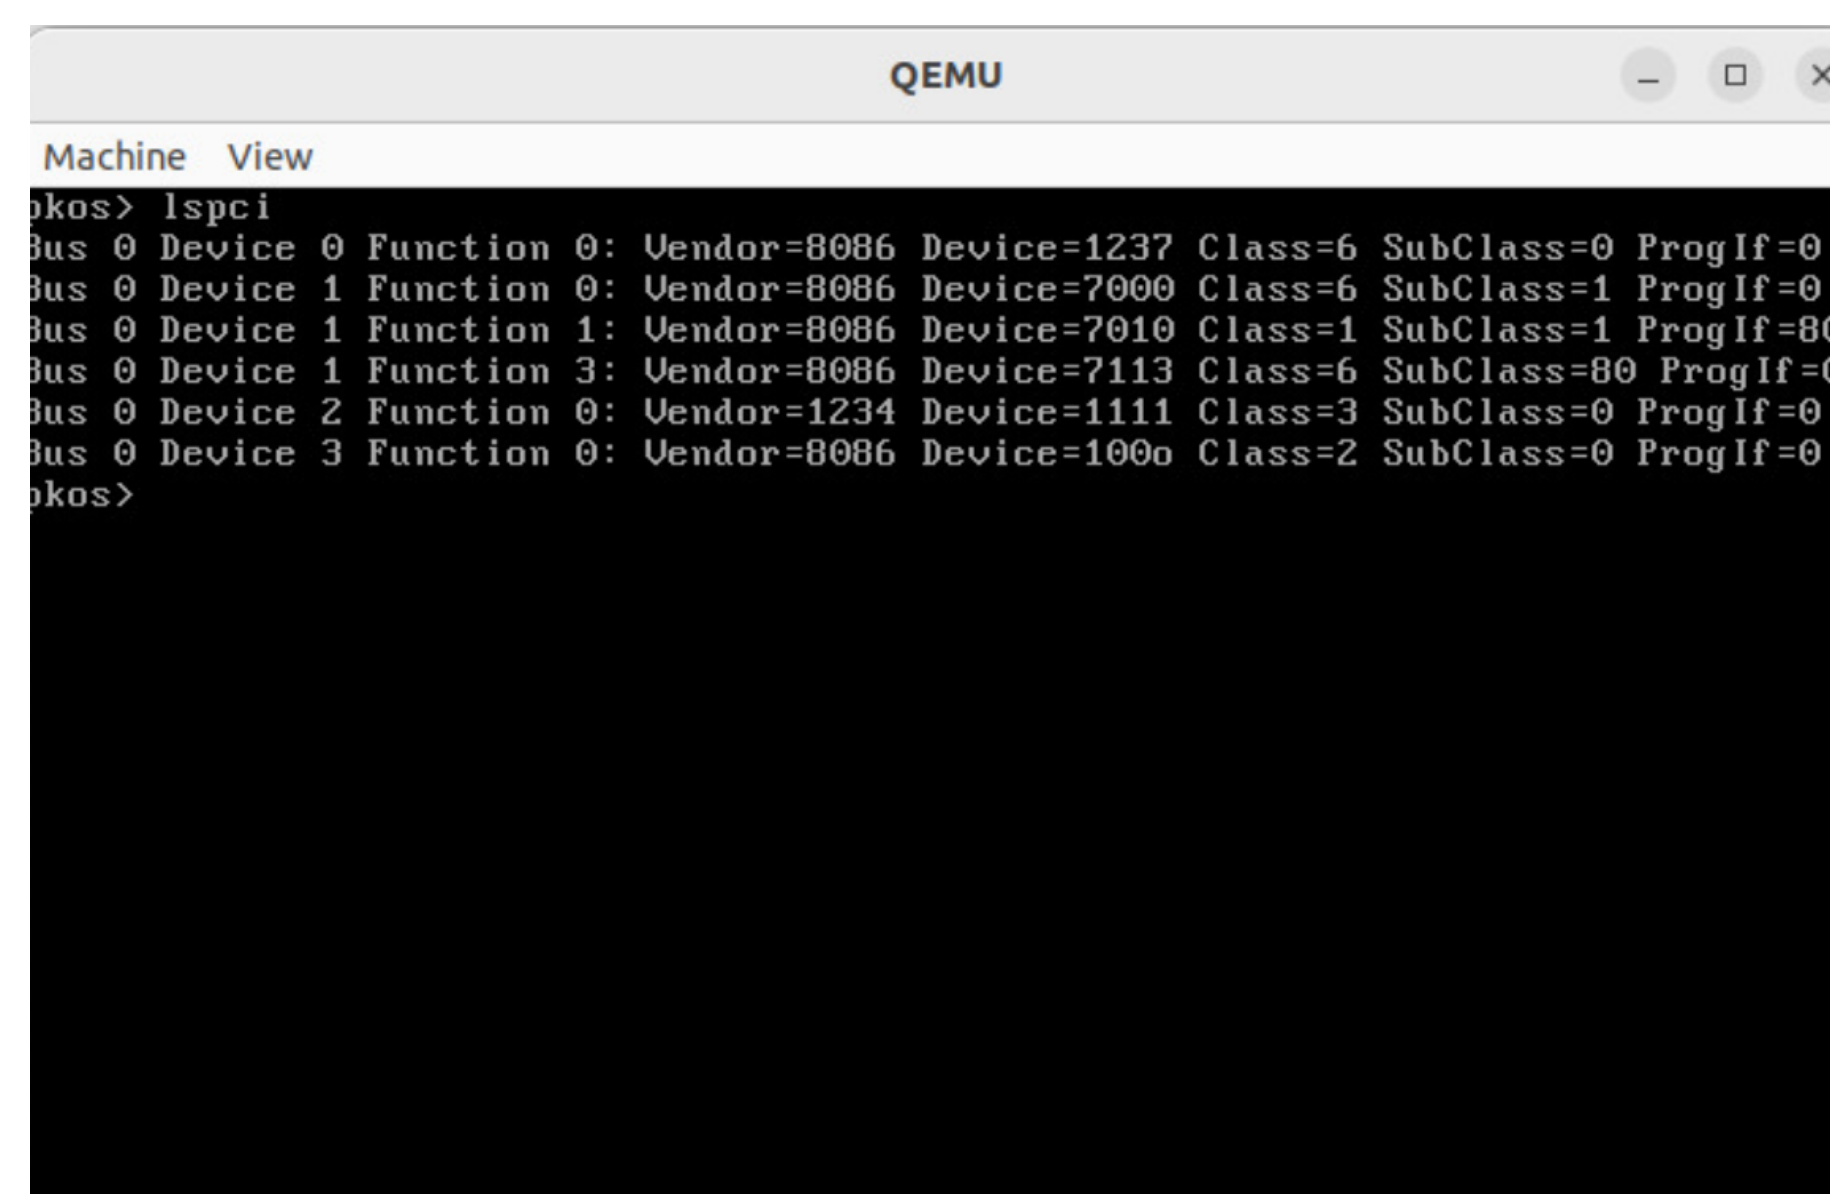 QEMU
Machine View
pkos> lspci
Bus 0 Device 0 Function 0: Vendor=8086 Device=1237 Class=6 SubClass=0 ProgIf=0
Bus 0 Device 1 Function 0: Vendor=8086 Device=7000 Class=6 SubClass=1 ProgIf=0
Bus 0 Device 1 Function 1: Vendor=8086 Device=7010 Class=1 SubClass=1 ProgIf=80
Bus 0 Device 1 Function 3: Vendor=8086 Device=7113 Class=6 SubClass=80 ProgIf=0
Bus 0 Device 2 Function 0: Vendor=1234 Device=1111 Class=3 SubClass=0 ProgIf=0
Bus 0 Device 3 Function 0: Vendor=8086 Device=100o Class=2 SubClass=0 ProgIf=0
pkos>